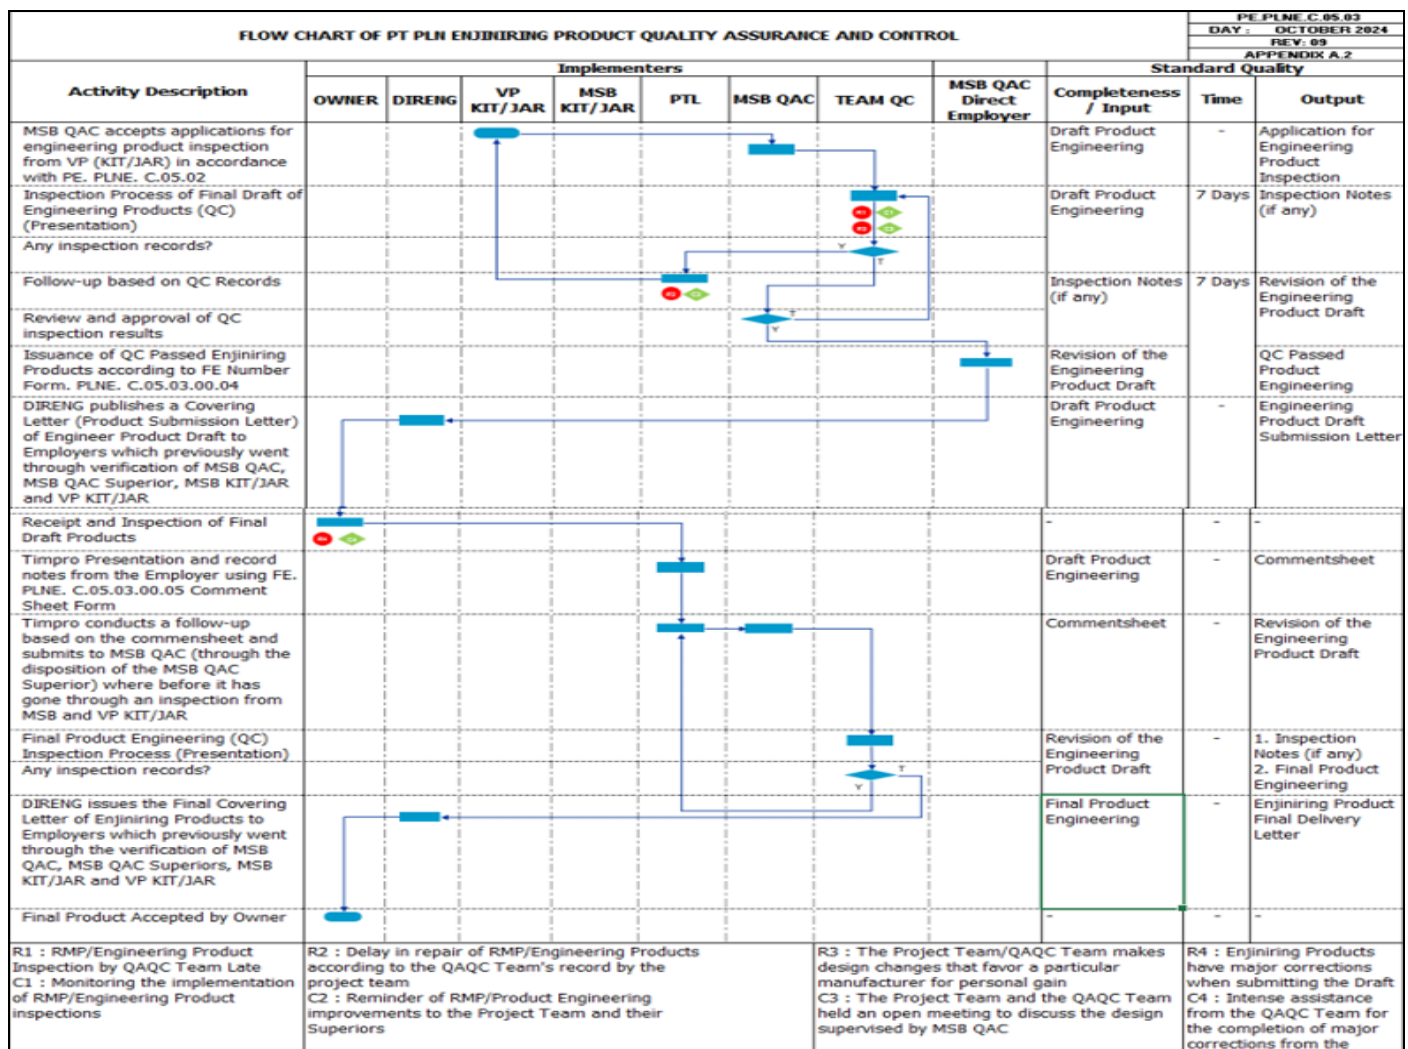 FLOW CHART OF PT PLN ENJINIRING PRODUCT QUALITY ASSURANCE AND CONTROL
PE.PLNE.C.05.03
DAY : OCTOBER 2024
REV: 09
APPENDIX A.2
Activity Description
Implementers
Standard Quality
OWNER
DIRENG
VP
KIT/JAR
MSB
KIT/JAR
PTL
MSB QAC
TEAM QC
MSB QAC
Direct
Employer
Completeness
/ Input
Time
Output
MSB QAC accepts applications for
engineering product inspection
from VP (KIT/JAR) in accordance
with PE. PLNE. C.05.02
Draft Product
Engineering
-
Application for
Engineering
Product
Inspection
Inspection Process of Final Draft of
Engineering Products (QC)
(Presentation)
Draft Product
Engineering
7 Days
Inspection Notes
(if any)
Any inspection records?
Y
T
Follow-up based on QC Records
Inspection Notes
(if any)
7 Days
Revision of the
Engineering
Product Draft
Review and approval of QC
inspection results
T
Y
Issuance of QC Passed Enjiniring
Products according to FE Number
Form. PLNE. C.05.03.00.04
Revision of the
Engineering
Product Draft
QC Passed
Product
Engineering
DIRENG publishes a Covering
Letter (Product Submission Letter)
of Engineer Product Draft to
Employers which previously went
through verification of MSB QAC,
MSB QAC Superior, MSB KIT/JAR
and VP KIT/JAR
Draft Product
Engineering
-
Engineering
Product Draft
Submission Letter
Receipt and Inspection of Final
Draft Products
-
-
-
Timpro Presentation and record
notes from the Employer using FE.
PLNE. C.05.03.00.05 Comment
Sheet Form
Draft Product
Engineering
-
Commentsheet
Timpro conducts a follow-up
based on the commensheet and
submits to MSB QAC (through the
disposition of the MSB QAC
Superior) where before it has
gone through an inspection from
MSB and VP KIT/JAR
Commentsheet
-
Revision of the
Engineering
Product Draft
Final Product Engineering (QC)
Inspection Process (Presentation)
Revision of the
Engineering
Product Draft
-
1. Inspection
Notes (if any)
2. Final Product
Engineering
Any inspection records?
T
Y
DIRENG issues the Final Covering
Letter of Enjiniring Products to
Employers which previously went
through the verification of MSB
QAC, MSB QAC Superiors, MSB
KIT/JAR and VP KIT/JAR
Final Product
Engineering
-
Enjiniring Product
Final Delivery
Letter
Final Product Accepted by Owner
-
-
-
R1 : RMP/Engineering Product
Inspection by QAQC Team Late
C1 : Monitoring the implementation
of RMP/Engineering Product
inspections
R2 : Delay in repair of RMP/Engineering Products
according to the QAQC Team's record by the
project team
C2 : Reminder of RMP/Product Engineering
improvements to the Project Team and their
Superiors
R3 : The Project Team/QAQC Team makes
design changes that favor a particular
manufacturer for personal gain
C3 : The Project Team and the QAQC Team
held an open meeting to discuss the design
supervised by MSB QAC
R4 : Enjiniring Products
have major corrections
when submitting the Draft
C4 : Intense assistance
from the QAQC Team for
the completion of major
corrections from the